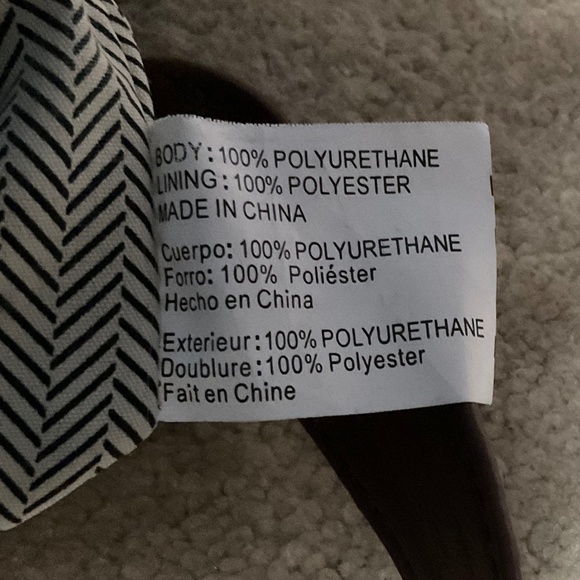 BODY: 100% POLYURETHANE
LINING: 100% POLYESTER
MADE IN CHINA
Cuerpo: 100% POLYURETHANE
Forro: 100% Poliéster
Hecho en China
Exterieur: 100% POLYURETHANE
Doublure: 100% Polyester
Fait en Chine